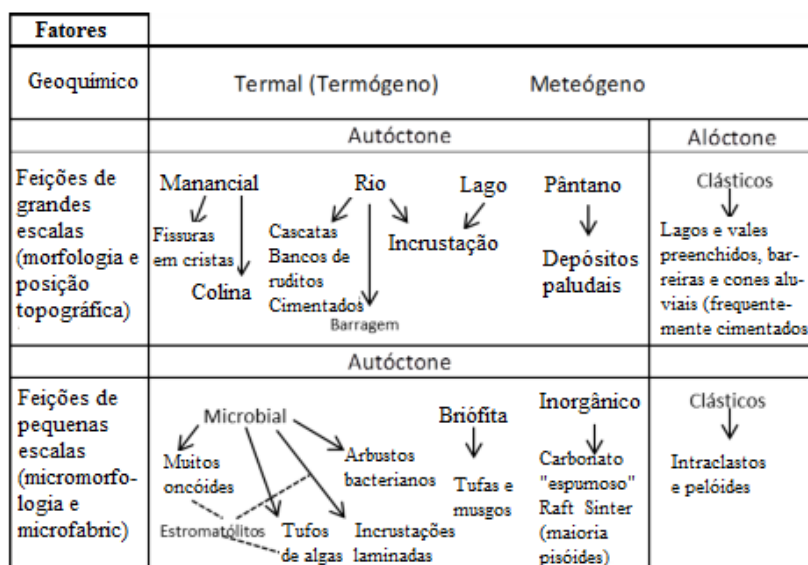 Fatores
Geoquímico
Termal (Termógeno)
Meteógeno
Autóctone
Alóctone
Feições de
grandes
escalas
(morfologia e
posição
topográfica)
Manancial
Fissuras
em cristas
Colina
Rio
Cascatas
Bancos de
ruditos
Cimentados
Barragem
Lago
Incrustação
Pântano
Depósitos
paludais
Clásticos
Lagos e vales
preenchidos, bar-
reiras e cones alu-
viais (frequente-
mente cimentados
Autóctone
Feições de
pequenas
escalas
(micromorfo-
logia e
microfabric)
Microbial
Muitos
oncóides
Estromatólitos
Tufos
de algas
Incrustações
laminadas
Arbustos
bacterianos
Briófita
Tufas e
musgos
Inorgânico
Carbonato
"espumoso"
Raft Sinter
(maioria
pisóides)
Clásticos
Intraclastos
e pelóides